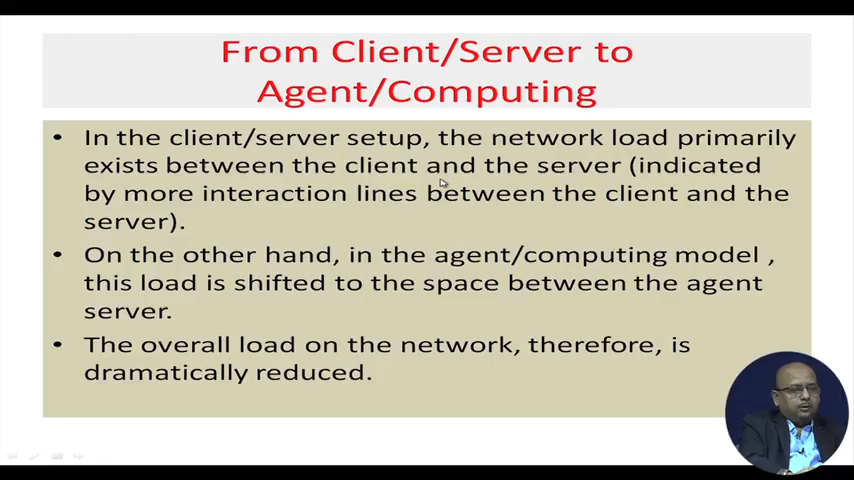 From Client/Server to
Agent/Computing
• In the client/server setup, the network load primarily
exists between the client and the server (indicated
by more interaction lines between the client and the
server).
• On the other hand, in the agent/computing model ,
this load is shifted to the space between the agent
server.
• The overall load on the network, therefore, is
dramatically reduced.